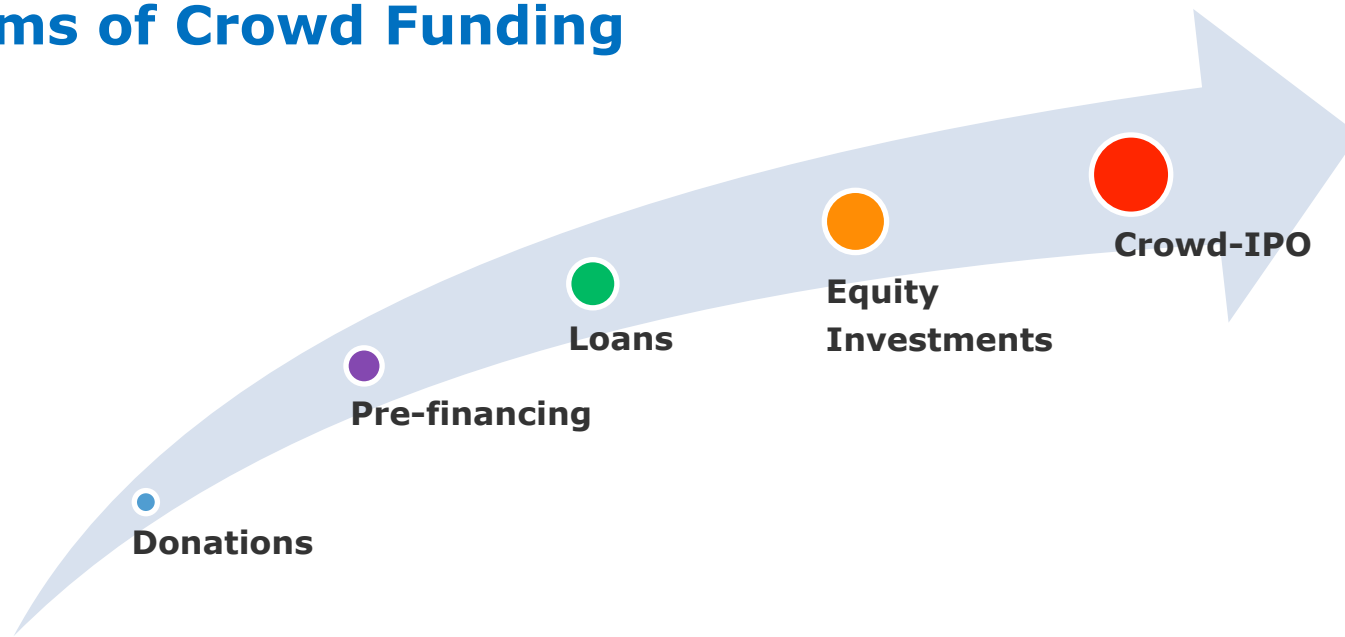 ms of Crowd Funding
Crowd-IPO
Equity
Investments
Loans
Pre-financing
Donations